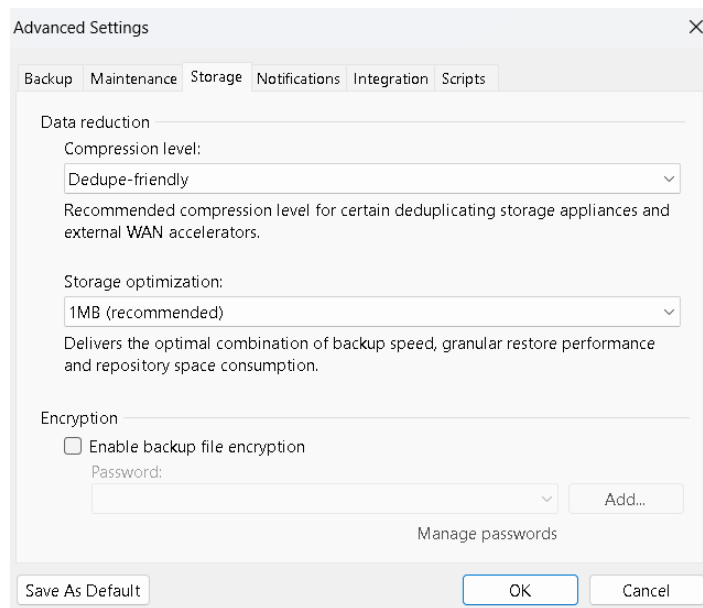 Advanced Settings
Backup Maintenance Storage Notifications Integration Scripts
Data reduction
Compression level:
Dedupe-friendly
Recommended compression level for certain deduplicating storage appliances and
external WAN accelerators.
Storage optimization:
1MB (recommended)
Delivers the optimal combination of backup speed, granular restore performance
and repository space consumption.
Encryption
Enable backup file encryption
Password:
Add...
Manage passwords
Save As Default OK Cancel